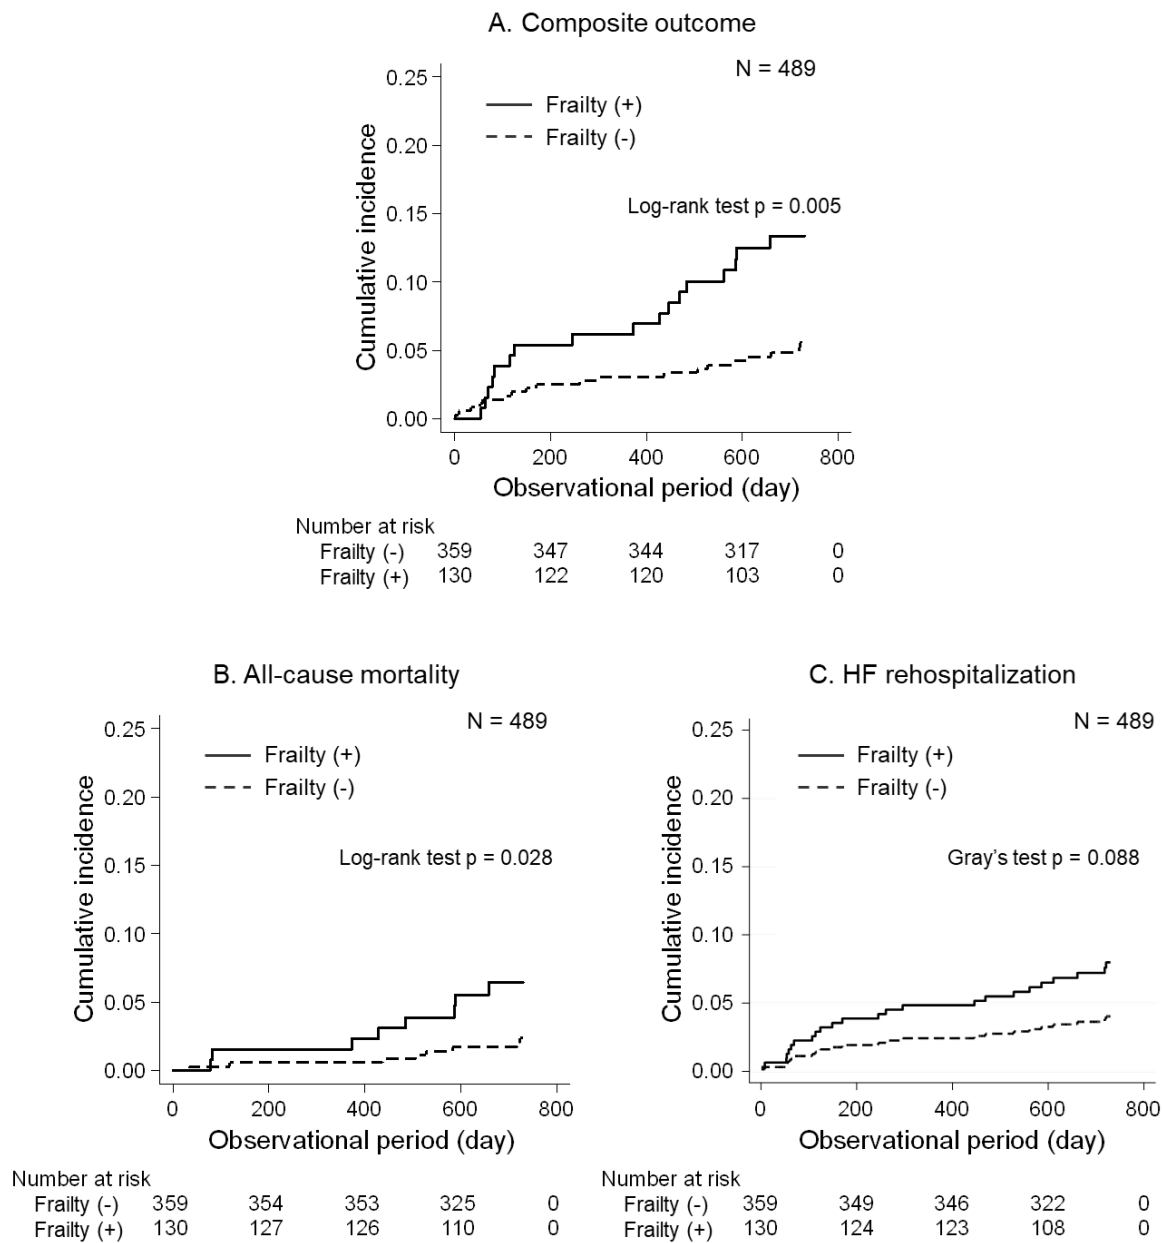 A. Composite outcome
N = 489
Frailty (+)
Frailty (-)
Log-rank test p = 0.005
Cumulative incidence
0.25
0.20
0.15
0.10
0.05
0.00
0 200 400 600 800
Observational period (day)
Number at risk
Frailty (-) 359 347 344 317 0
Frailty (+) 130 122 120 103 0
B. All-cause mortality
N = 489
Frailty (+)
Frailty (-)
Log-rank test p = 0.028
Cumulative incidence
0.25
0.20
0.15
0.10
0.05
0.00
0 200 400 600 800
Observational period (day)
Number at risk
Frailty (-) 359 354 353 325 0
Frailty (+) 130 127 126 110 0
C. HF rehospitalization
N = 489
Frailty (+)
Frailty (-)
Gray's test p = 0.088
Cumulative incidence
0.25
0.20
0.15
0.10
0.05
0.00
0 200 400 600 800
Observational period (day)
Number at risk
Frailty (-) 359 349 346 322 0
Frailty (+) 130 124 123 108 0